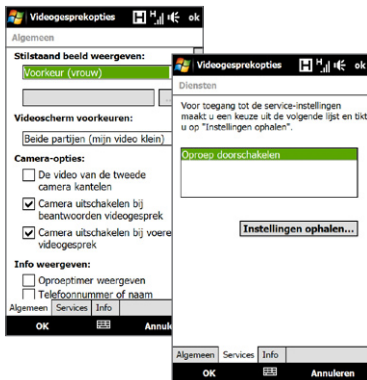 Videogesprekopties
ok
Algemeen
Stilstaand beeld weergeven:
Voorkeur (vrouw)
Videoscherm voorkeuren:
Beide partijen (mijn video klein)
Camera-opties:
De video van de tweede
camera kantelen
Camera uitschakelen bij
beantwoorden videogesprek
Camera uitschakelen bij voere
videogesprek
Info weergeven:
Oproeptimer weergeven
Telefoonnummer of naam
Algemeen Services Info
OK Annul
Videogesprekopties
ok
Diensten
Voor toegang tot de service-instellingen
maakt u een keuze uit de volgende lijst en tikt
u op "Instellingen ophalen".
Oproep doorschakelen
Instellingen ophalen...
Algemeen Services Info
OK Annuleren